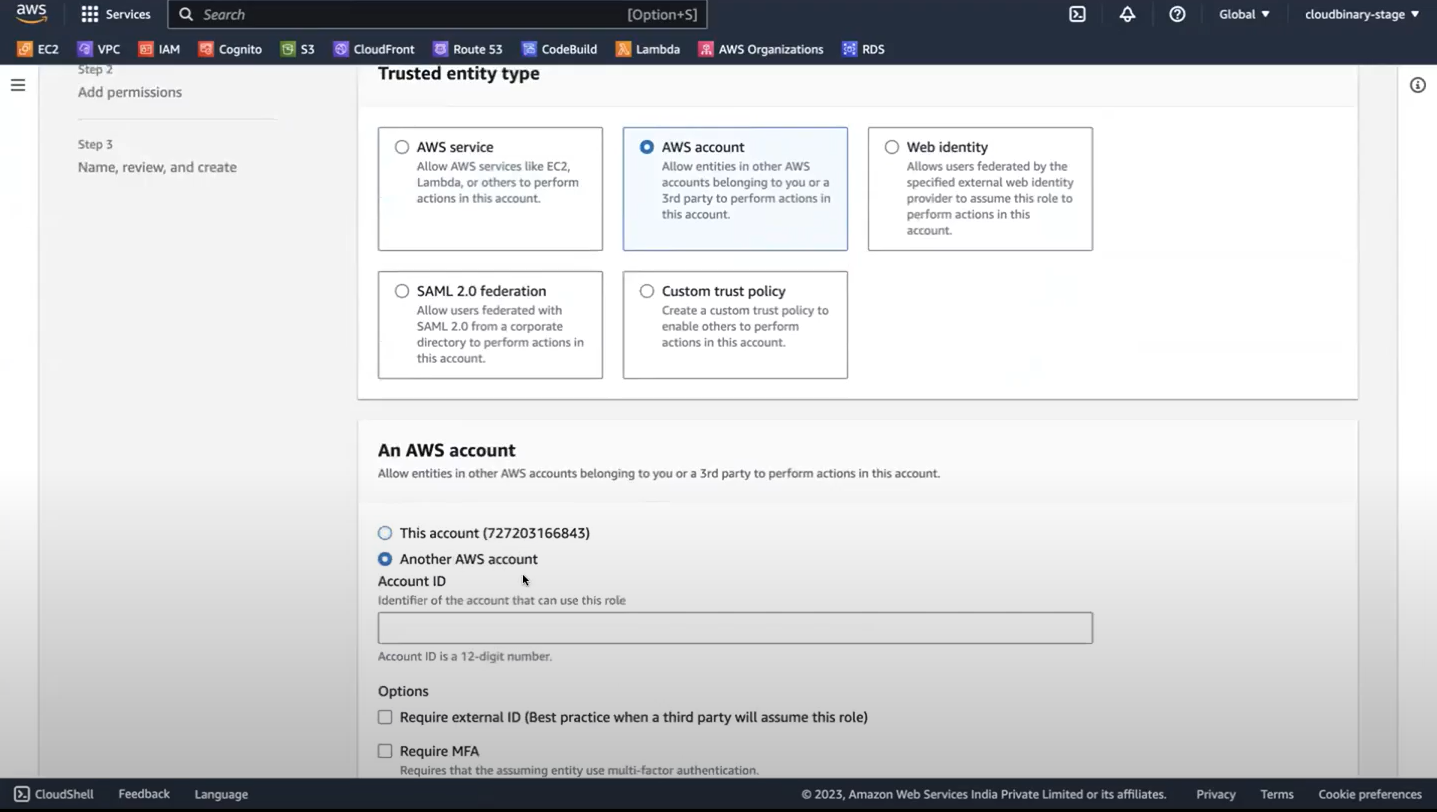 aws Services Search [Option+S] Global cloudbinary-stage
EC2 VPC IAM Cognito S3 CloudFront Route 53 CodeBuild Lambda AWS Organizations RDS
Step 2
Add permissions
Step 3
Name, review, and create
Trusted entity type
AWS service
Allow AWS services like EC2,
Lambda, or others to perform
actions in this account.
AWS account
Allow entities in other AWS
accounts belonging to you or a
3rd party to perform actions in
this account.
Web identity
Allows users federated by the
specified external web identity
provider to assume this role to
perform actions in this
account.
SAML 2.0 federation
Allow users federated with
SAML 2.0 from a corporate
directory to perform actions in
this account.
Custom trust policy
Create a custom trust policy to
enable others to perform
actions in this account.
An AWS account
Allow entities in other AWS accounts belonging to you or a 3rd party to perform actions in this account.
This account (727203166843)
Another AWS account
Account ID
Identifier of the account that can use this role
Account ID is a 12-digit number.
Options
Require external ID (Best practice when a third party will assume this role)
Require MFA
Requires that the assuming entity use multi-factor authentication.
CloudShell Feedback Language © 2023, Amazon Web Services India Private Limited or its affiliates. Privacy Terms Cookie preferences